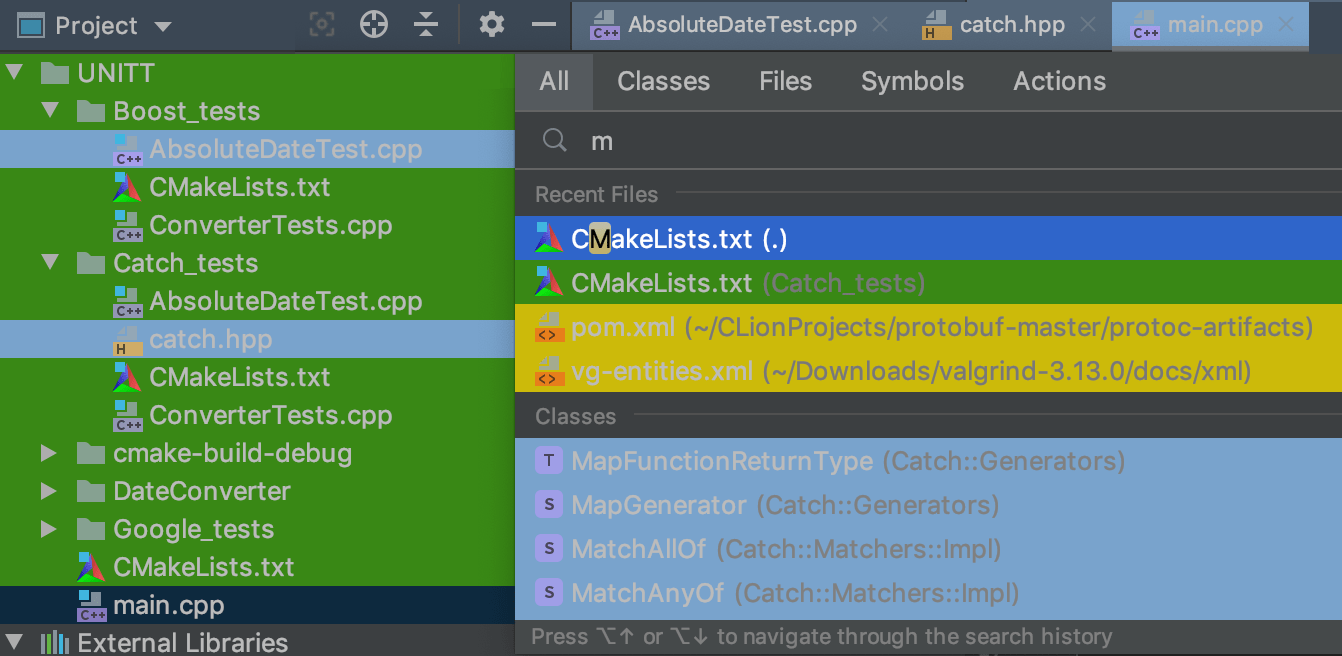 Project
AbsoluteDateTest.cpp
catch.hpp
main.cpp
UNITT
Boost_tests
AbsoluteDateTest.cpp
CMakeLists.txt
ConverterTests.cpp
Catch_tests
AbsoluteDateTest.cpp
catch.hpp
CMakeLists.txt
ConverterTests.cpp
cmake-build-debug
DateConverter
Google_tests
CMakeLists.txt
main.cpp
External Libraries
All Classes Files Symbols Actions
m
Recent Files
CMakeLists.txt (.)
CMakeLists.txt (Catch_tests)
pom.xml (~/CLionProjects/protobuf-master/protoc-artifacts)
vg-entities.xml (~/Downloads/valgrind-3.13.0/docs/xml)
Classes
T MapFunctionReturnType (Catch::Generators)
S MapGenerator (Catch::Generators)
S MatchAllOf (Catch::Matchers::Impl)
S MatchAnyOf (Catch::Matchers::Impl)
Press ⌥↑ or ⌥↓ to navigate through the search history